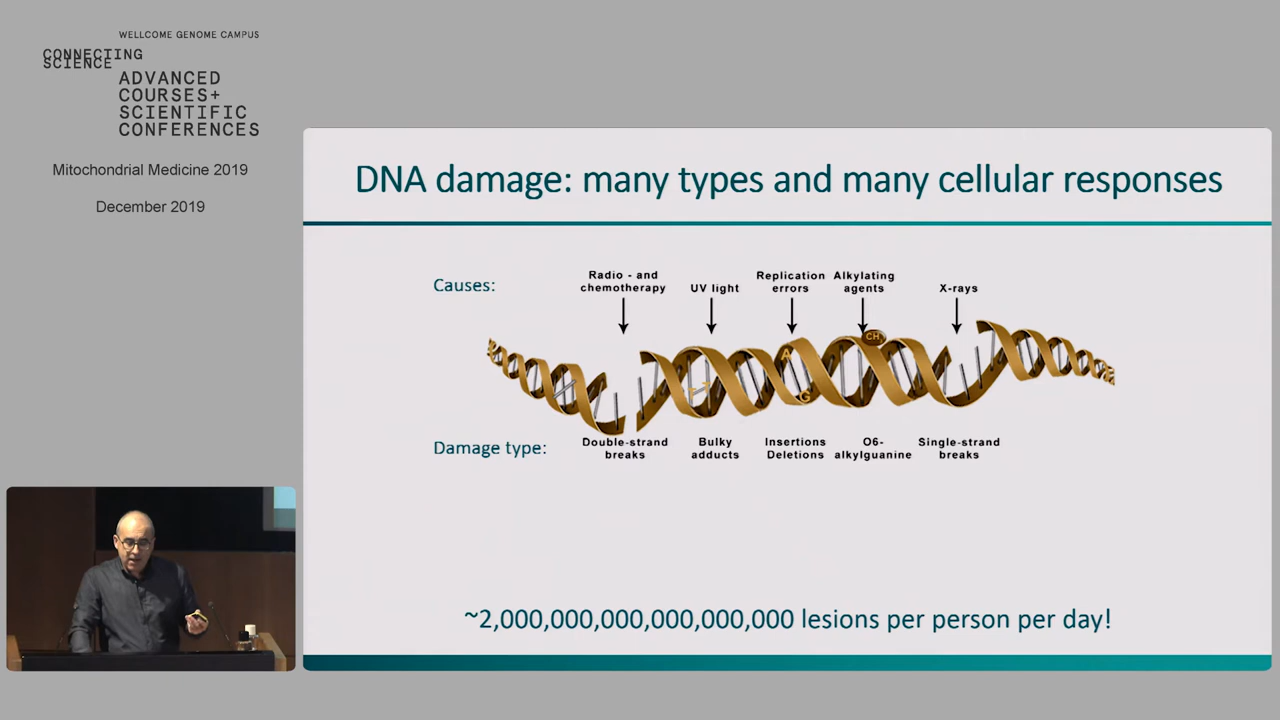 WELLCOME GENOME CAMPUS
CONNECTING
SCIENCE
ADVANCED
COURSES+
SCIENTIFIC
CONFERENCES
Mitochondrial Medicine 2019
December 2019
DNA damage: many types and many cellular responses
Causes:
Radio - and
chemotherapy
UV light
Replication
errors
Alkylating
agents
X-rays
CH
A
G
Damage type:
Double-strand
breaks
Bulky
adducts
Insertions
Deletions
O6-
alkylguanine
Single-strand
breaks
~2,000,000,000,000,000,000 lesions per person per day!